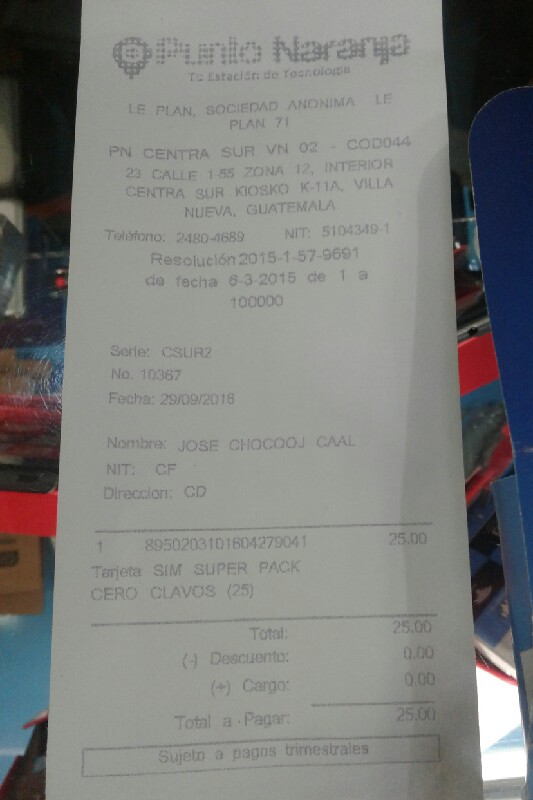 Punto Naranja
Tu Estación de Tecnología
LE PLAN, SOCIEDAD ANONIMA LE
PLAN 71
PN CENTRA SUR VN 02 - COD044
23 CALLE 1-55 ZONA 12, INTERIOR
CENTRA SUR KIOSKO K-11A, VILLA
NUEVA, GUATEMALA
Teléfono: 2480-4689 NIT: 5104349-1
Resolución 2015-1-57-9691
de fecha 6-3-2015 de 1 a
100000
Serie: CSUR2
No. 10367
Fecha: 29/09/2016
Nombre: JOSE CHOCOOJ CAAL
NIT: CF
Direccion: CD
1 8950203101604279041 25.00
Tarjeta SIM SUPER PACK
CERO CLAVOS (25)
Total: 25.00
(-) Descuento: 0.00
(+) Cargo: 0.00
Total a Pagar: 25.00
Sujeto a pagos trimestrales